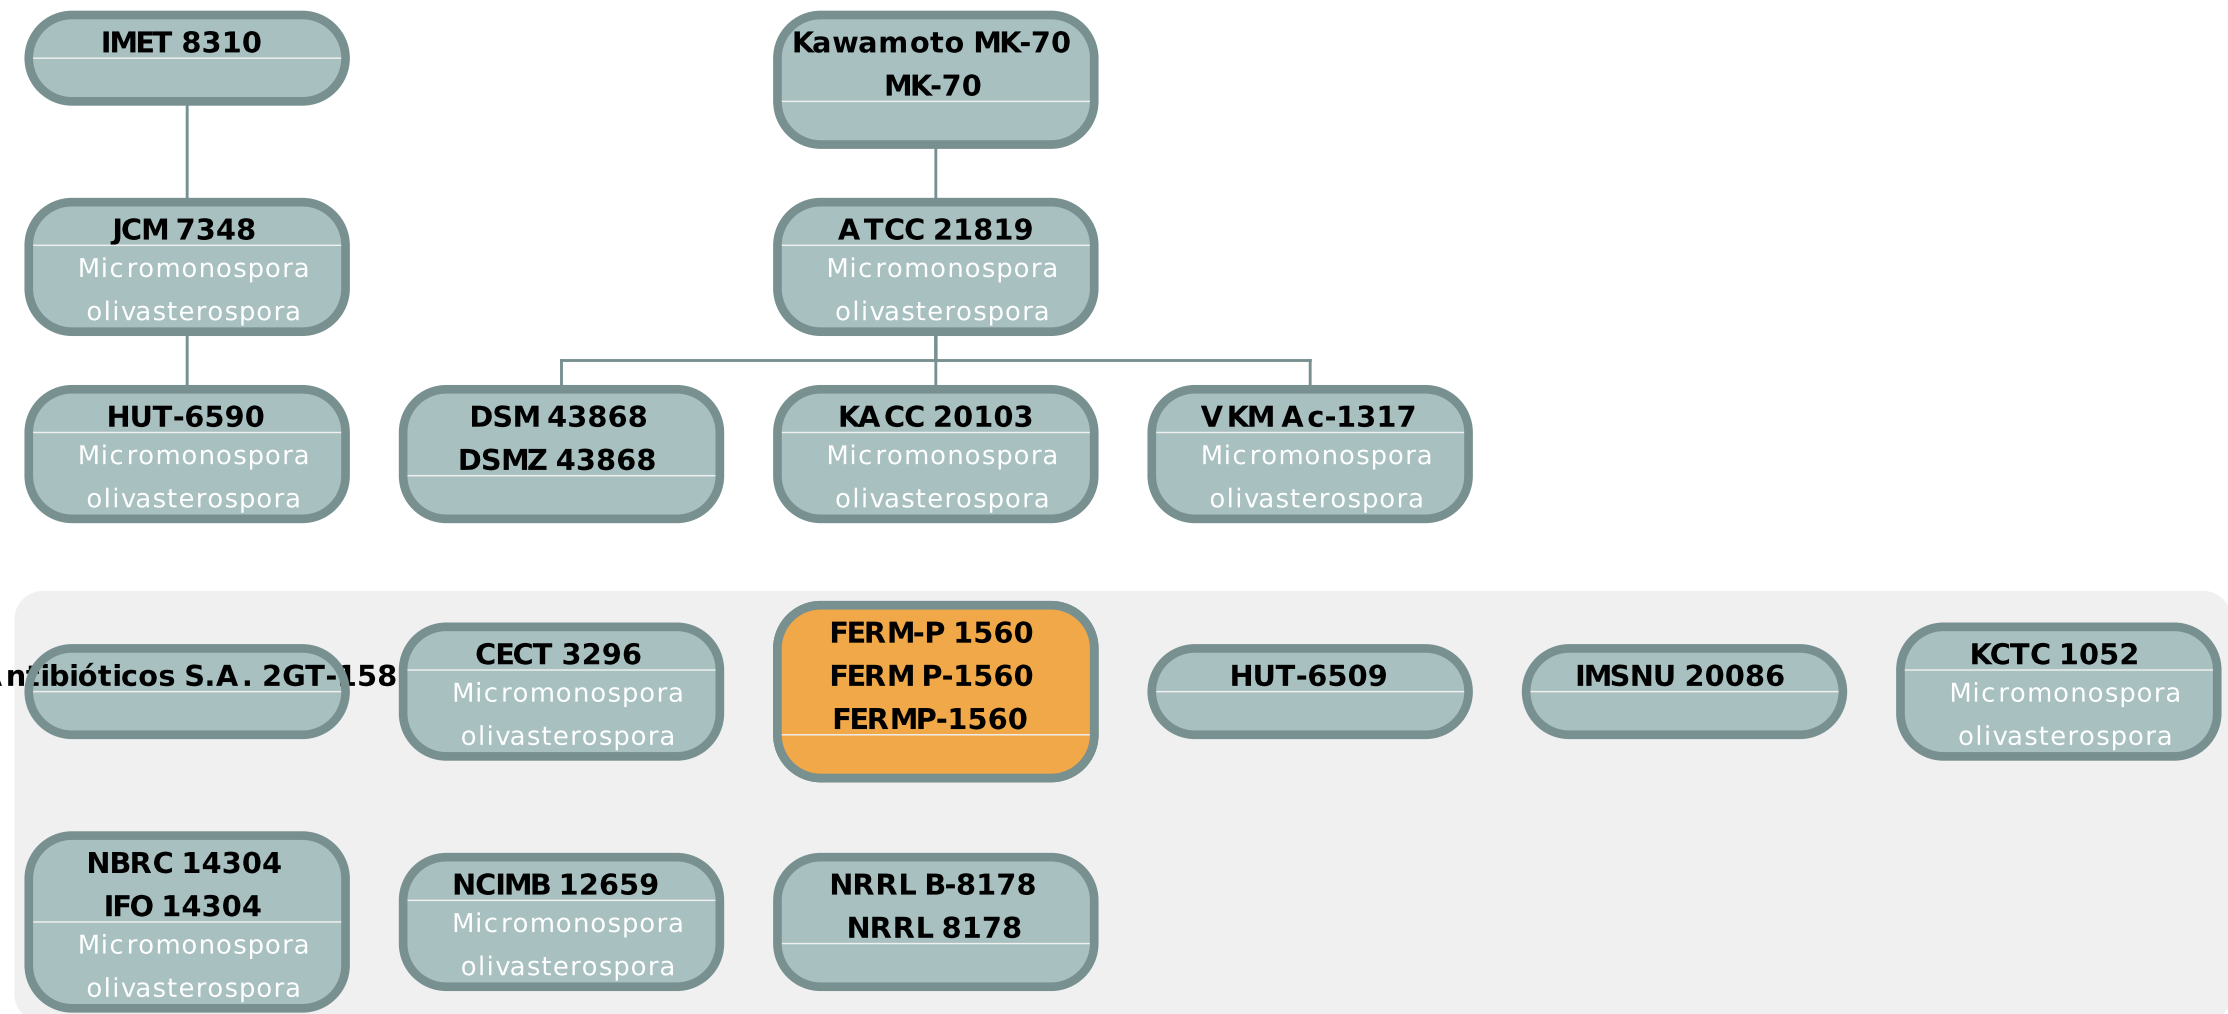 IMET 8310
Kawamoto MK-70
MK-70
JCM 7348
Micromonospora
olivasterospora
ATCC 21819
Micromonospora
olivasterospora
HUT-6590
Micromonospora
olivasterospora
DSM 43868
DSMZ 43868
KACC 20103
Micromonospora
olivasterospora
VKM Ac-1317
Micromonospora
olivasterospora
Antibióticos S.A. 2GT-158
CECT 3296
Micromonospora
olivasterospora
FERM-P 1560
FERM P-1560
FERMP-1560
HUT-6509
IMSNU 20086
KCTC 1052
Micromonospora
olivasterospora
NBRC 14304
IFO 14304
Micromonospora
olivasterospora
NCIMB 12659
Micromonospora
olivasterospora
NRRL B-8178
NRRL 8178